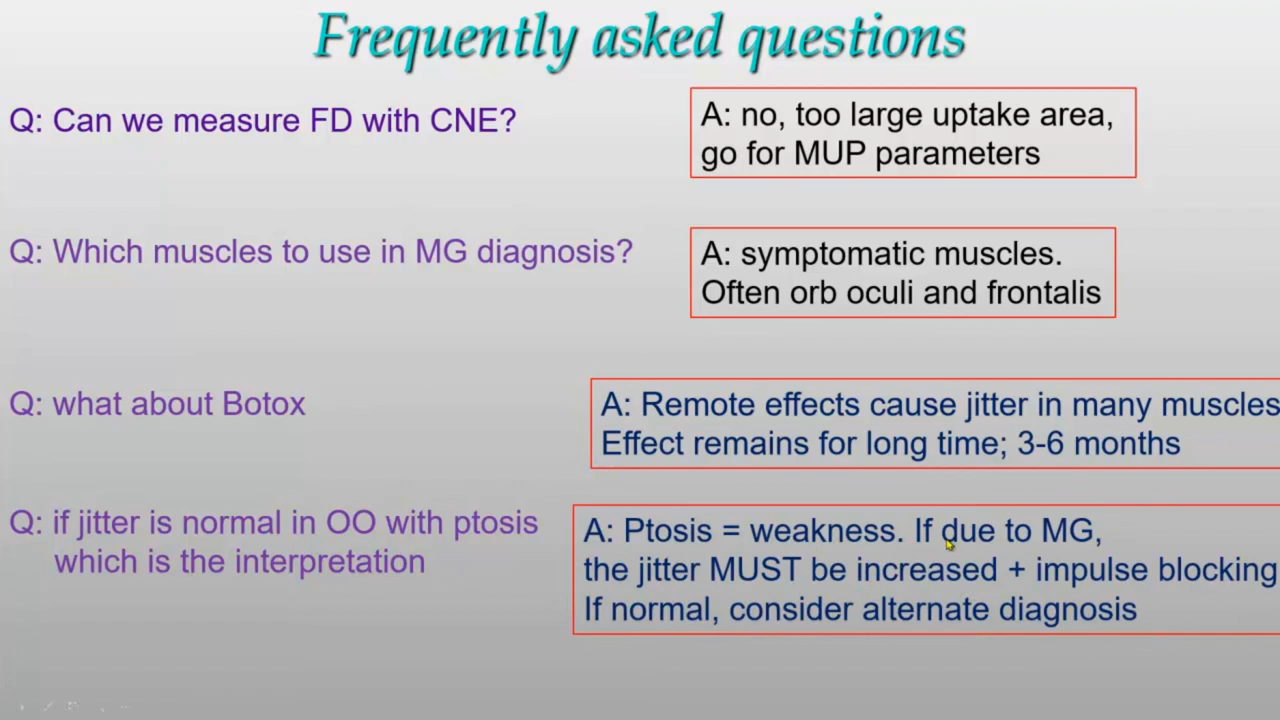 Frequently asked questions
Q: Can we measure FD with CNE?
A: no, too large uptake area,
go for MUP parameters
Q: Which muscles to use in MG diagnosis?
A: symptomatic muscles.
Often orb oculi and frontalis
Q: what about Botox
A: Remote effects cause jitter in many muscles
Effect remains for long time; 3-6 months
Q: if jitter is normal in OO with ptosis
which is the interpretation
A: Ptosis = weakness. If due to MG,
the jitter MUST be increased + impulse blocking
If normal, consider alternate diagnosis